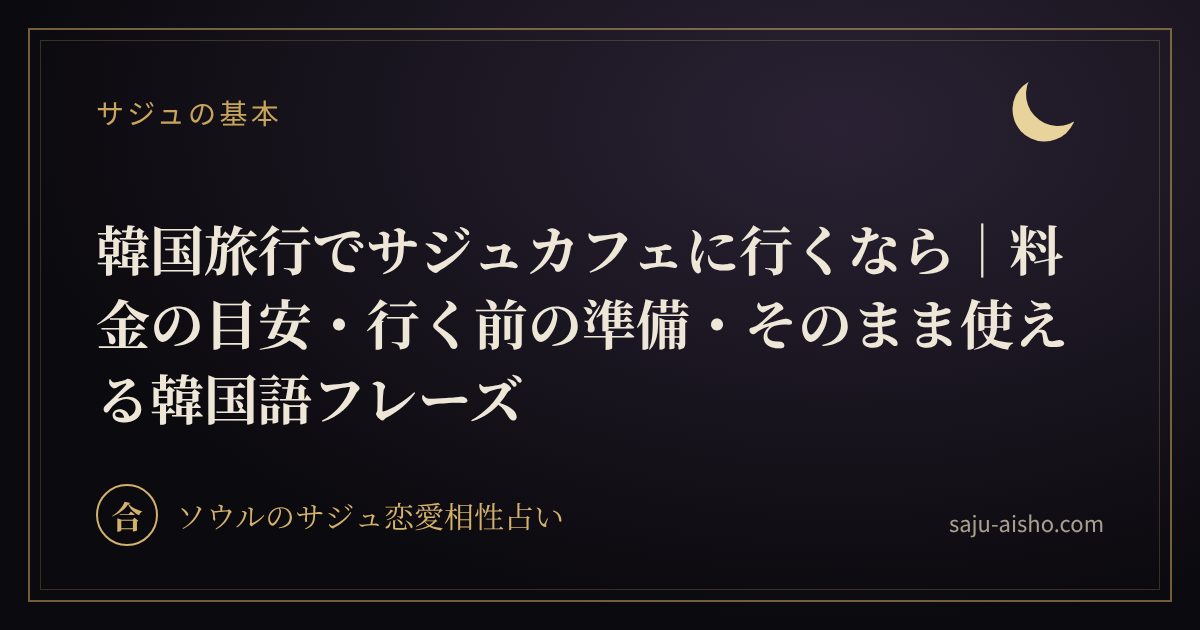 サジュの基本
韓国旅行でサジュカフェに行くなら｜料
金の目安・行く前の準備・そのまま使え
る韓国語フレーズ
合 ソウルのサジュ恋愛相性占い
saju-aisho.com